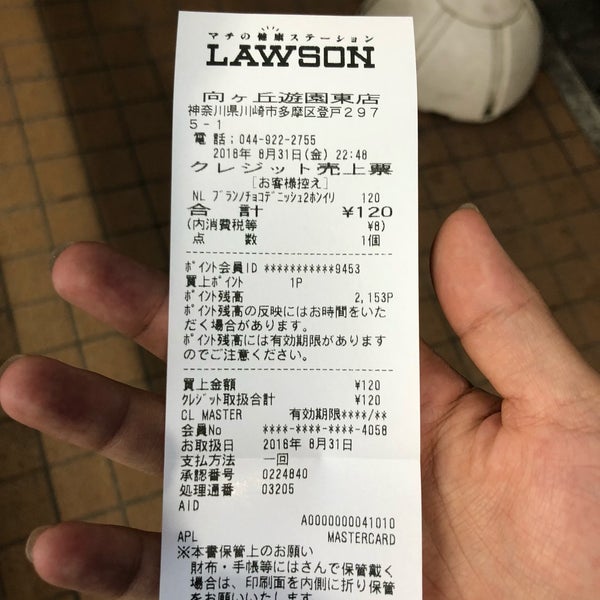 マチの健康ステーション
LAWSON
向ヶ丘遊園東店
神奈川県川崎市多摩区登戸297
5-1
電 話;044-922-2755
2018年 8月31日(金) 22:48
クレジット売上票
[お客様控え]
NL ブランノチョコデニッシュ2ホンイリ 120
合 計 ¥120
(内消費税等 ¥8)
点 数 1個
ポイント会員ID ***********9453
買上ポイント 1P
ポイント残高 2,153P
ポイント残高の反映にはお時間をいた
だく場合があります。
ポイント残高には有効期限があります
のでご注意ください。
買上金額 ¥120
クレジット取扱合計 ¥120
CL MASTER 有効期限****/**
会員No ****-****-****-4058
お取扱日 2018年 8月31日
支払方法 一回
承認番号 0224840
処理通番 03205
AID
A0000000041010
APL MASTERCARD
※本書保管上のお願い
財布・手帳等にはさんで保管戴く
場合は、印刷面を内側に折り保管
をお願いいたします